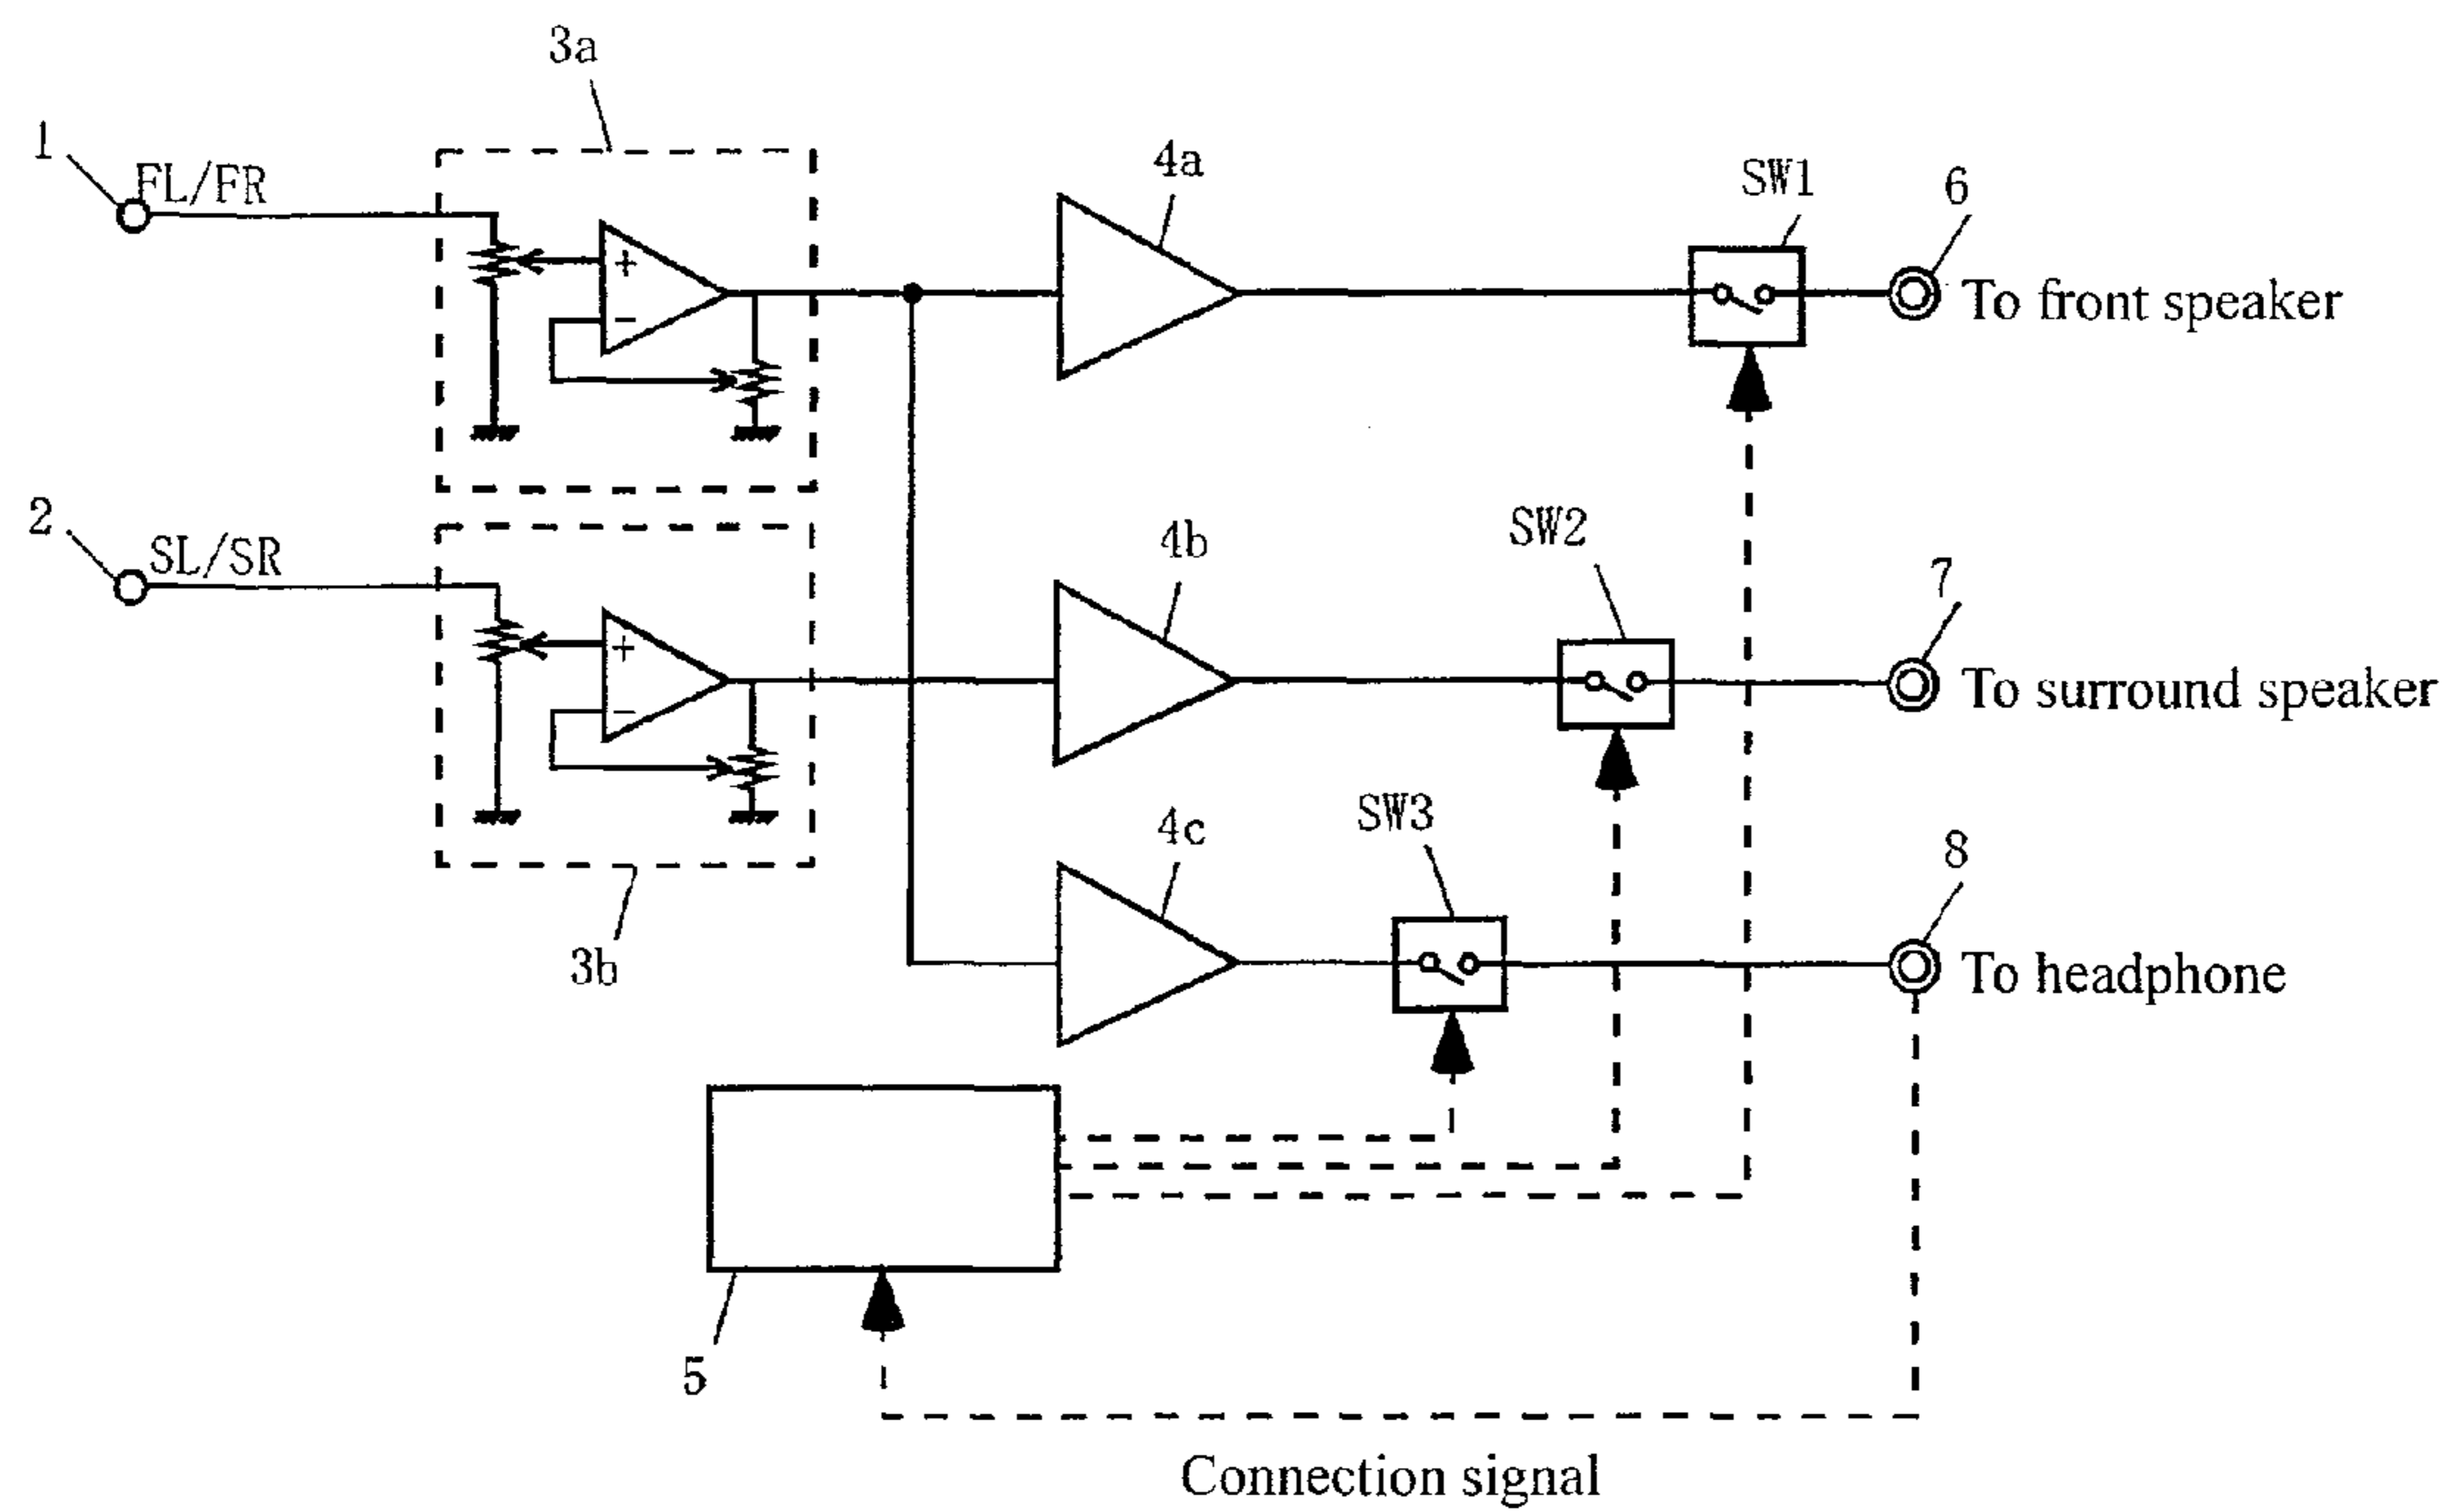 3a
1
FL/FR
4a
SW1
6
To front speaker
+
−
2
SL/SR
4b
SW2
7
To surround speaker
+
−
3b
4c
SW3
8
To headphone
5
Connection signal